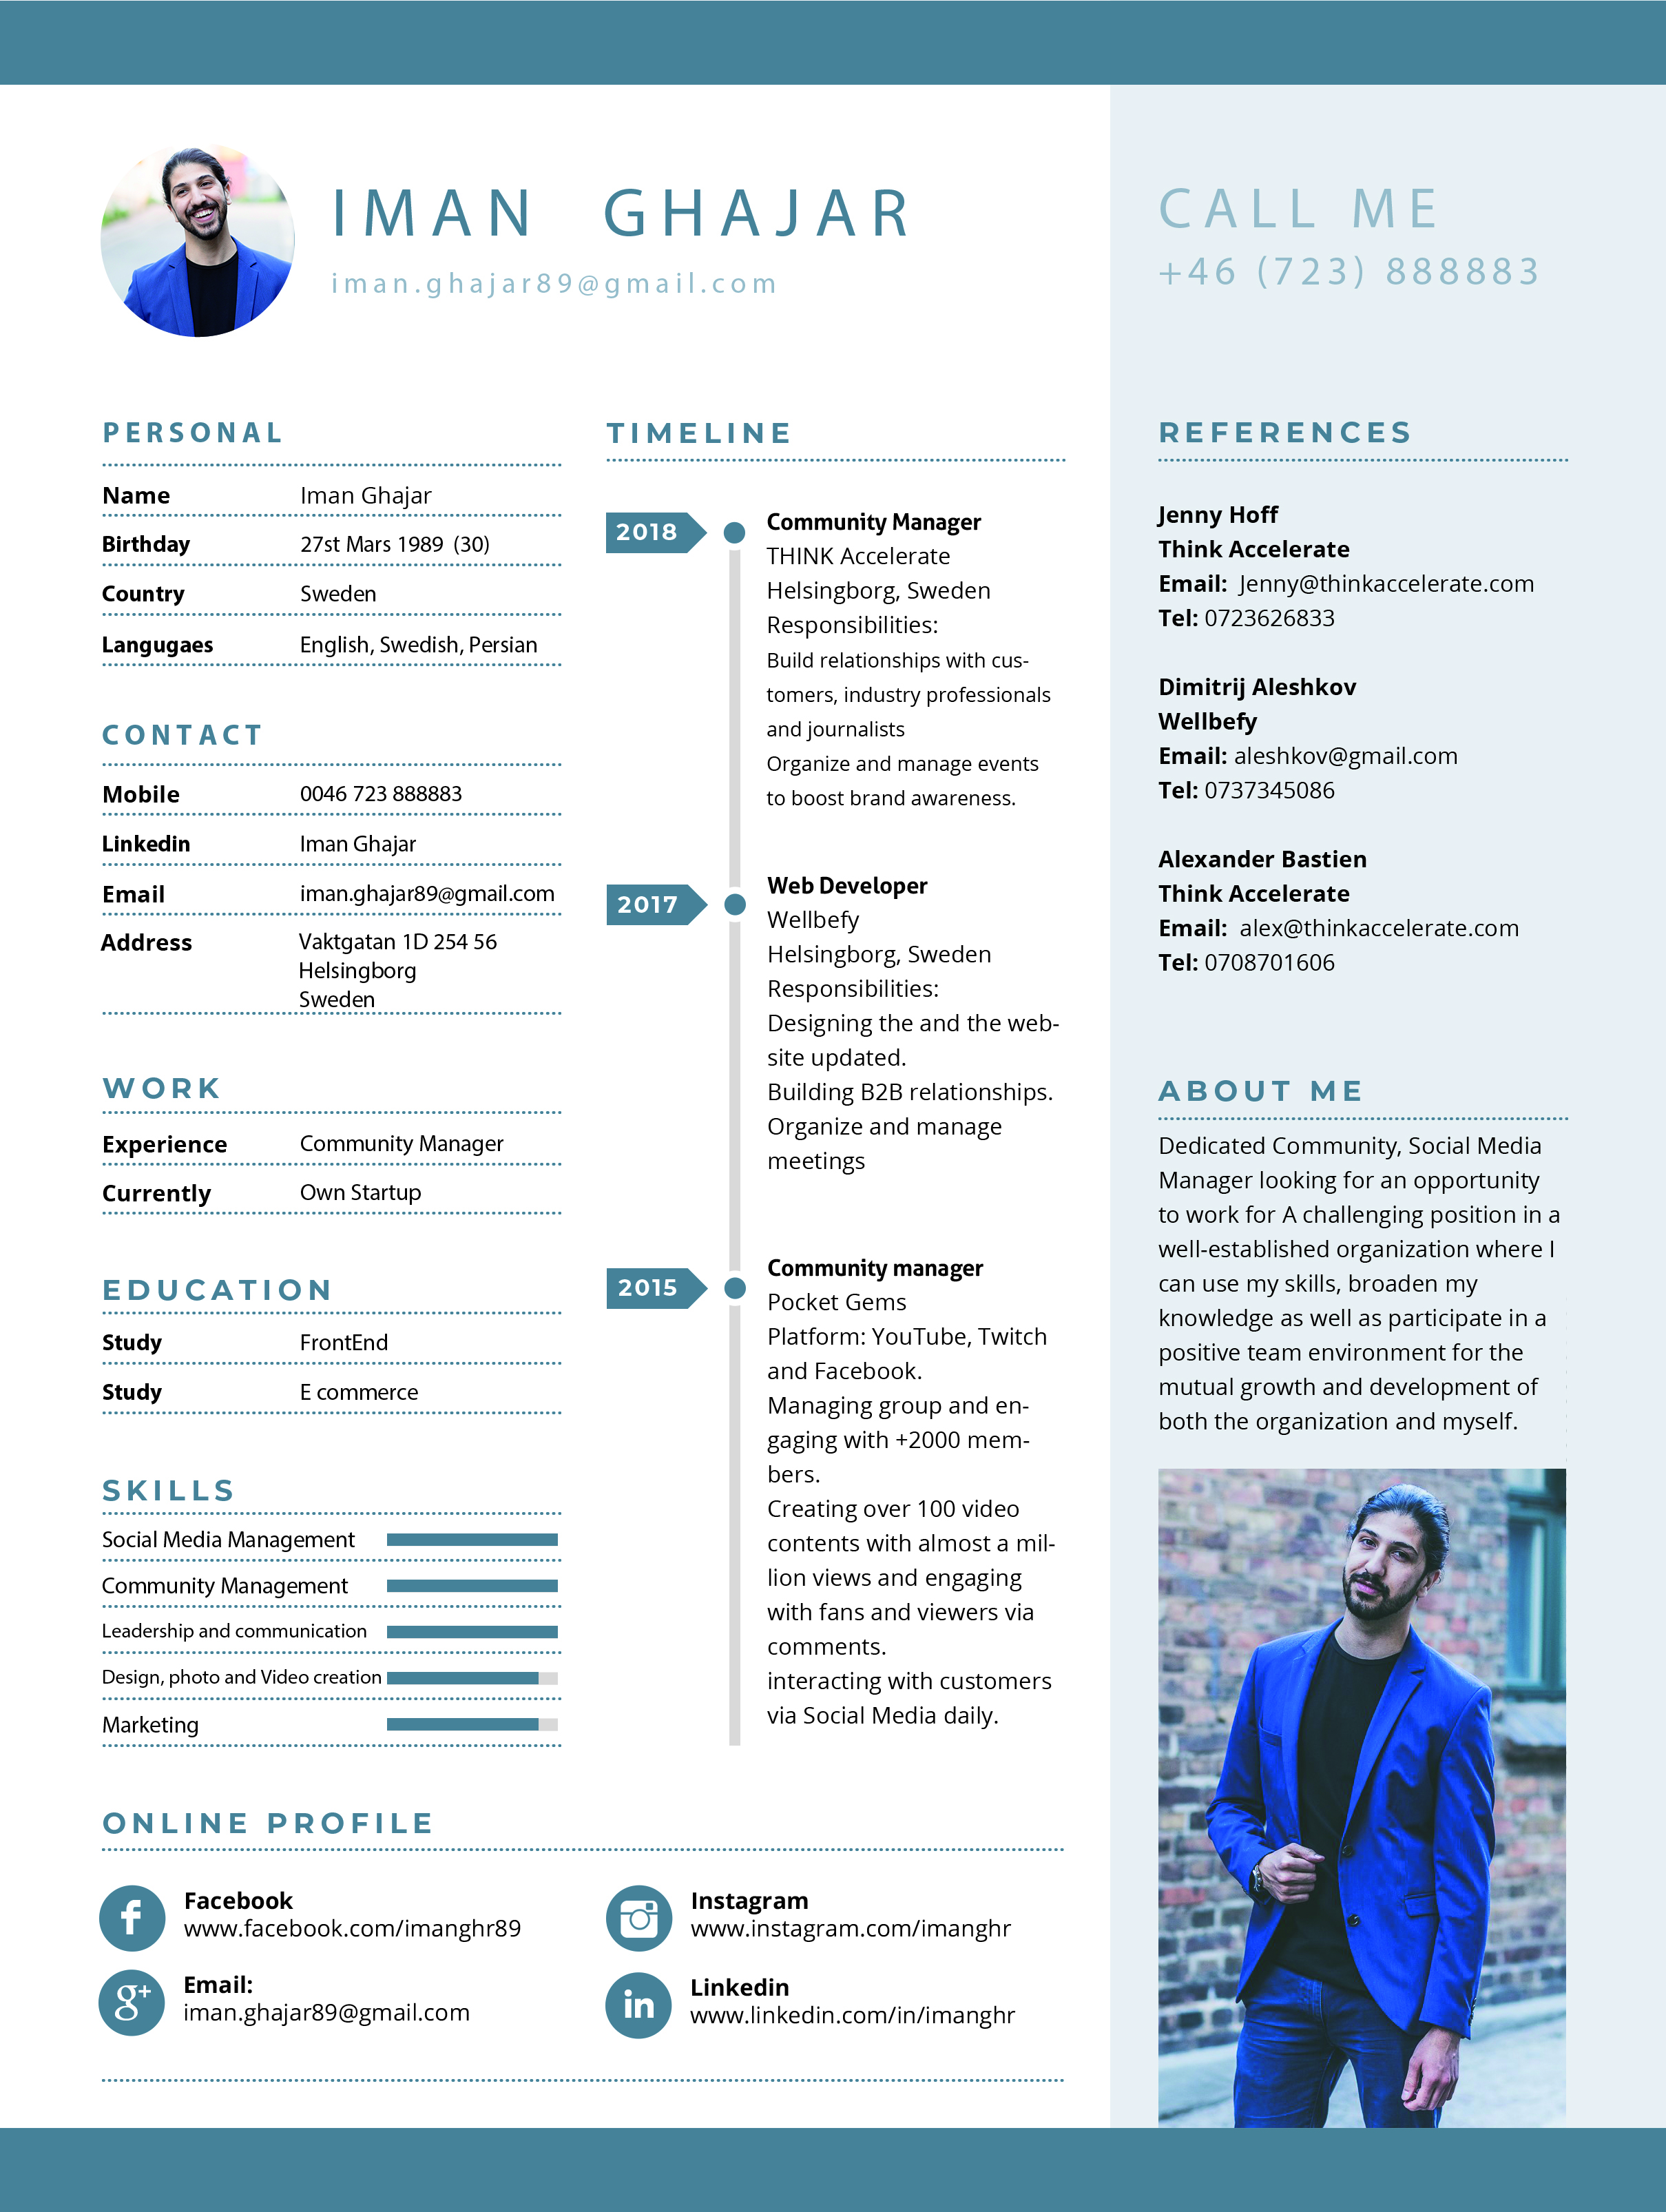 IMAN GHAJAR
iman.ghajar89@gmail.com
CALL ME
+46 (723) 888883
PERSONAL
Name Iman Ghajar
Birthday 27st Mars 1989 (30)
Country Sweden
Langugaes English, Swedish, Persian
CONTACT
Mobile 0046 723 888883
Linkedin Iman Ghajar
Email iman.ghajar89@gmail.com
Address Vaktgatan 1D 254 56
Helsingborg
Sweden
WORK
Experience Community Manager
Currently Own Startup
EDUCATION
Study FrontEnd
Study E commerce
SKILLS
Social Media Management
Community Management
Leadership and communication
Design, photo and Video creation
Marketing
TIMELINE
2018
Community Manager
THINK Accelerate
Helsingborg, Sweden
Responsibilities:
Build relationships with cus-
tomers, industry professionals
and journalists
Organize and manage events
to boost brand awareness.
2017
Web Developer
Wellbefy
Helsingborg, Sweden
Responsibilities:
Designing the and the web-
site updated.
Building B2B relationships.
Organize and manage
meetings
2015
Community manager
Pocket Gems
Platform: YouTube, Twitch
and Facebook.
Managing group and en-
gaging with +2000 mem-
bers.
Creating over 100 video
contents with almost a mil-
lion views and engaging
with fans and viewers via
comments.
interacting with customers
via Social Media daily.
ONLINE PROFILE
f
Facebook
www.facebook.com/imanghr89
g+
Email:
iman.ghajar89@gmail.com
Instagram
www.instagram.com/imanghr
in
Linkedin
www.linkedin.com/in/imanghr
REFERENCES
Jenny Hoff
Think Accelerate
Email: Jenny@thinkaccelerate.com
Tel: 0723626833
Dimitrij Aleshkov
Wellbefy
Email: aleshkov@gmail.com
Tel: 0737345086
Alexander Bastien
Think Accelerate
Email: alex@thinkaccelerate.com
Tel: 0708701606
ABOUT ME
Dedicated Community, Social Media
Manager looking for an opportunity
to work for A challenging position in a
well-established organization where I
can use my skills, broaden my
knowledge as well as participate in a
positive team environment for the
mutual growth and development of
both the organization and myself.